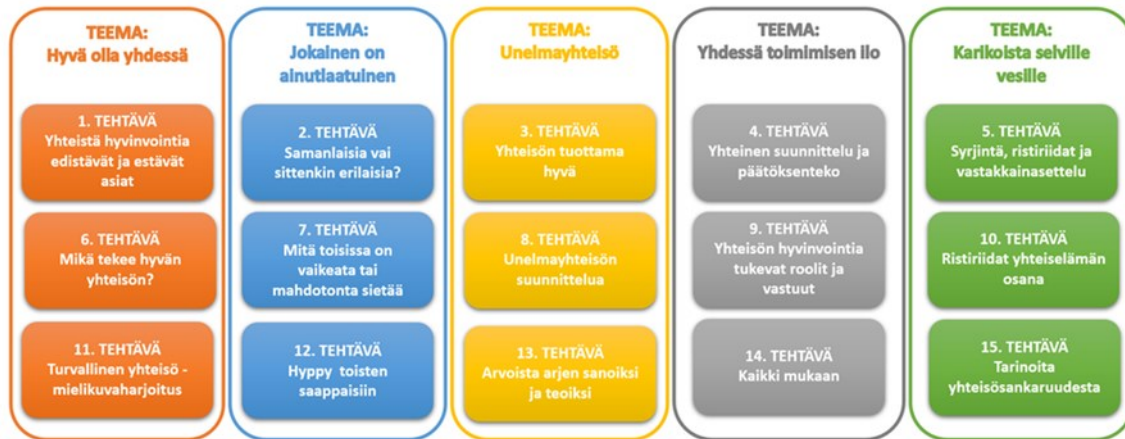 TEEMA:
Hyvä olla yhdessä
1. TEHTÄVÄ
Yhteistä hyvinvointia
edistävät ja estävät
asiat
6. TEHTÄVÄ
Mikä tekee hyvän
yhteisön?
11. TEHTÄVÄ
Turvallinen yhteisö -
mielikuvaharjoitus
TEEMA:
Jokainen on
ainutlaatuinen
2. TEHTÄVÄ
Samanlaisia vai
sittenkin erilaisia?
7. TEHTÄVÄ
Mitä toisissa on
vaikeata tai
mahdotonta sietää
12. TEHTÄVÄ
Hyppy toisten
saappaisiin
TEEMA:
Unelmayhteisö
3. TEHTÄVÄ
Yhteisön tuottama
hyvä
8. TEHTÄVÄ
Unelmayhteisön
suunnittelua
13. TEHTÄVÄ
Arvoista arjen sanoiksi
ja teoiksi
TEEMA:
Yhdessä toimimisen ilo
4. TEHTÄVÄ
Yhteinen suunnittelu ja
päätöksenteko
9. TEHTÄVÄ
Yhteisön hyvinvointia
tukevat roolit ja
vastuut
14. TEHTÄVÄ
Kaikki mukaan
TEEMA:
Karikoista selville
vesille
5. TEHTÄVÄ
Syrjintä, ristiriidat ja
vastakkainasettelu
10. TEHTÄVÄ
Ristiriidat yhteiselämän
osana
15. TEHTÄVÄ
Tarinoita
yhteisösankaruudesta